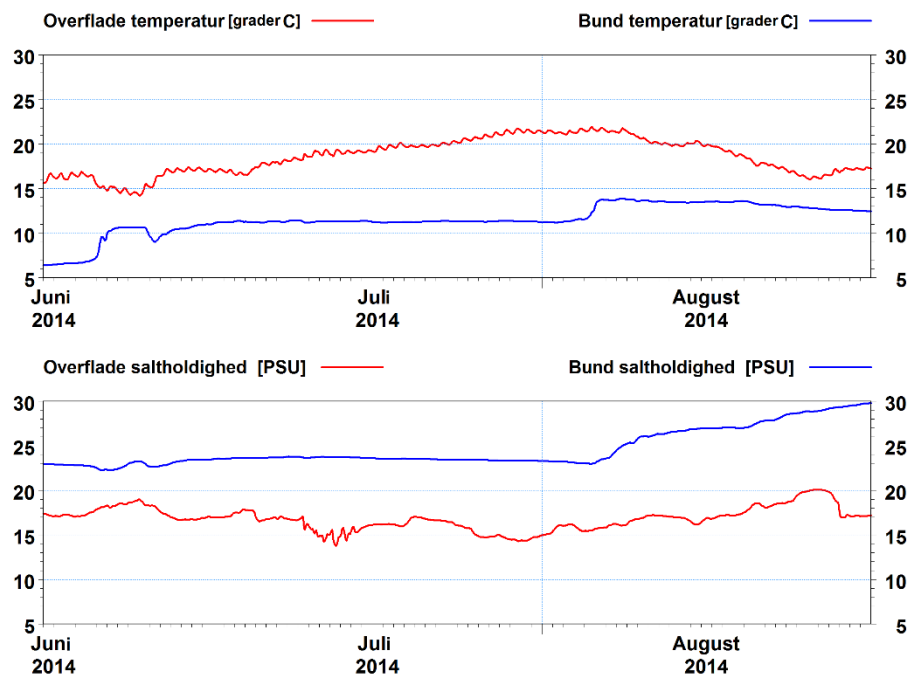 Overflade temperatur [grader C] Bund temperatur [grader C]
30 30
25 25
20 20
15 15
10 10
5 5
Juni Juli August
2014 2014 2014
Overflade saltholdighed [PSU] Bund saltholdighed [PSU]
30 30
25 25
20 20
15 15
10 10
5 5
Juni Juli August
2014 2014 2014